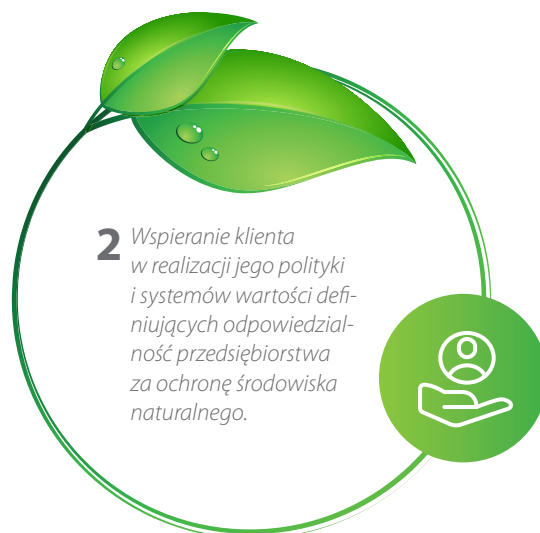 2 Wspieranie klienta
w realizacji jego polityki
i systemów wartości defi-
niujących odpowiedzial-
ność przedsiębiorstwa
za ochronę środowiska
naturalnego.